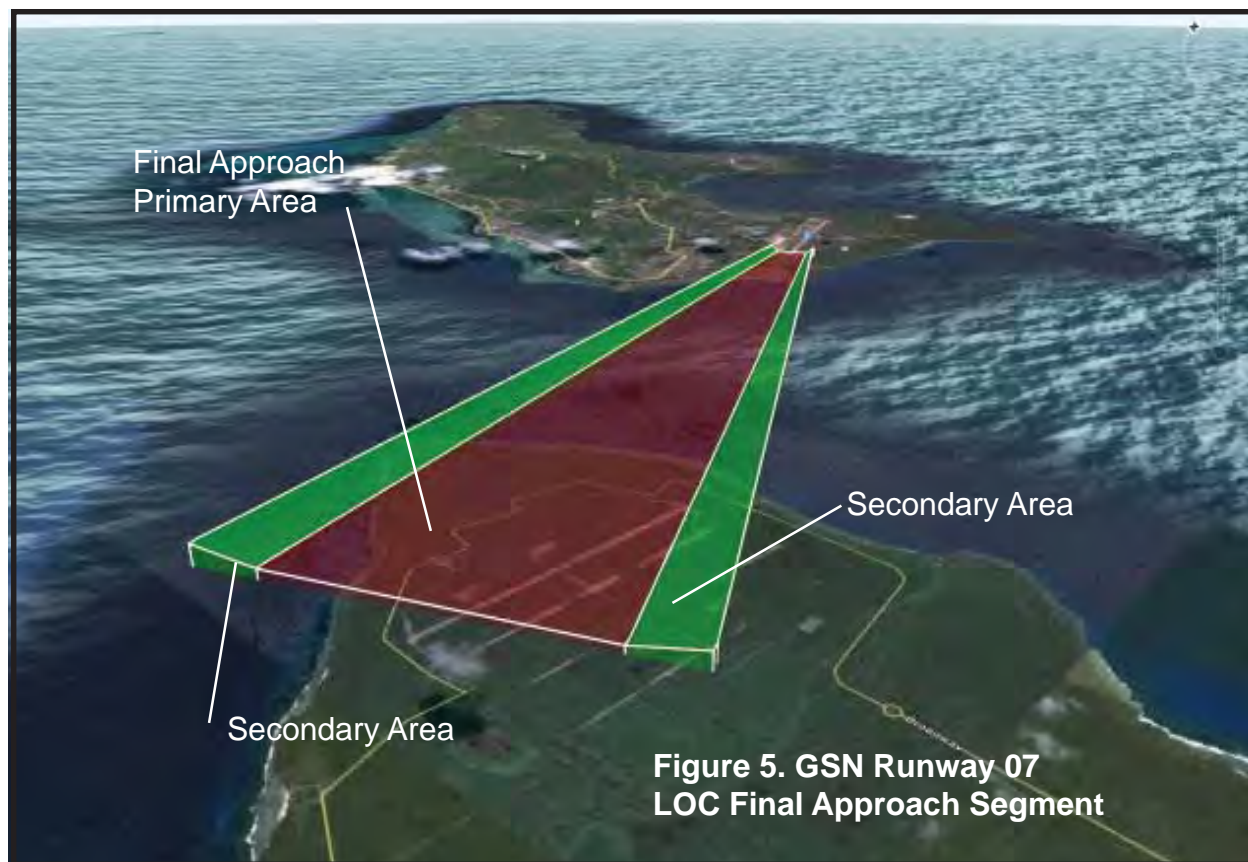 Final Approach
Primary Area
Secondary Area
Secondary Area
Figure 5. GSN Runway 07
LOC Final Approach Segment